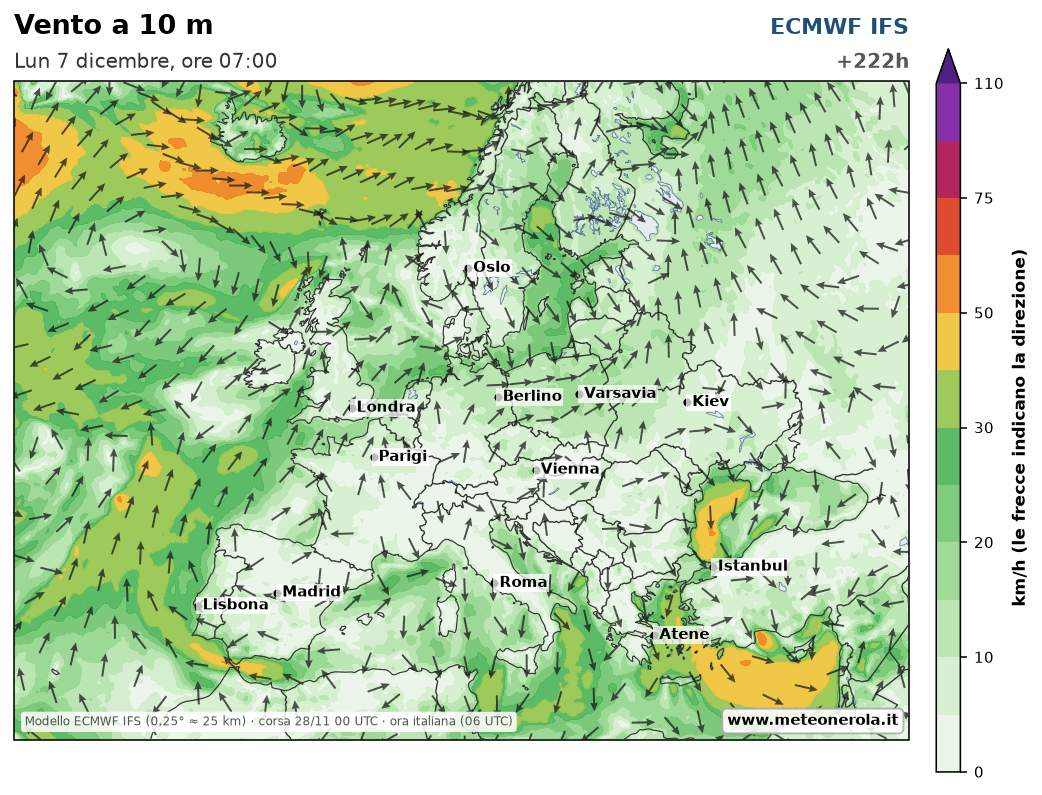 Vento a 10 m
ECMWF IFS
Lun 7 dicembre, ore 07:00
+222h
110
75
50
30
20
10
0
km/h (le frecce indicano la direzione)
Oslo
Berlino
Varsavia
Kiev
Londra
Parigi
Vienna
Istanbul
Roma
Madrid
Lisbona
Atene
Modello ECMWF IFS (0,25° ≈ 25 km) · corsa 28/11 00 UTC · ora italiana (06 UTC)
www.meteonerola.it